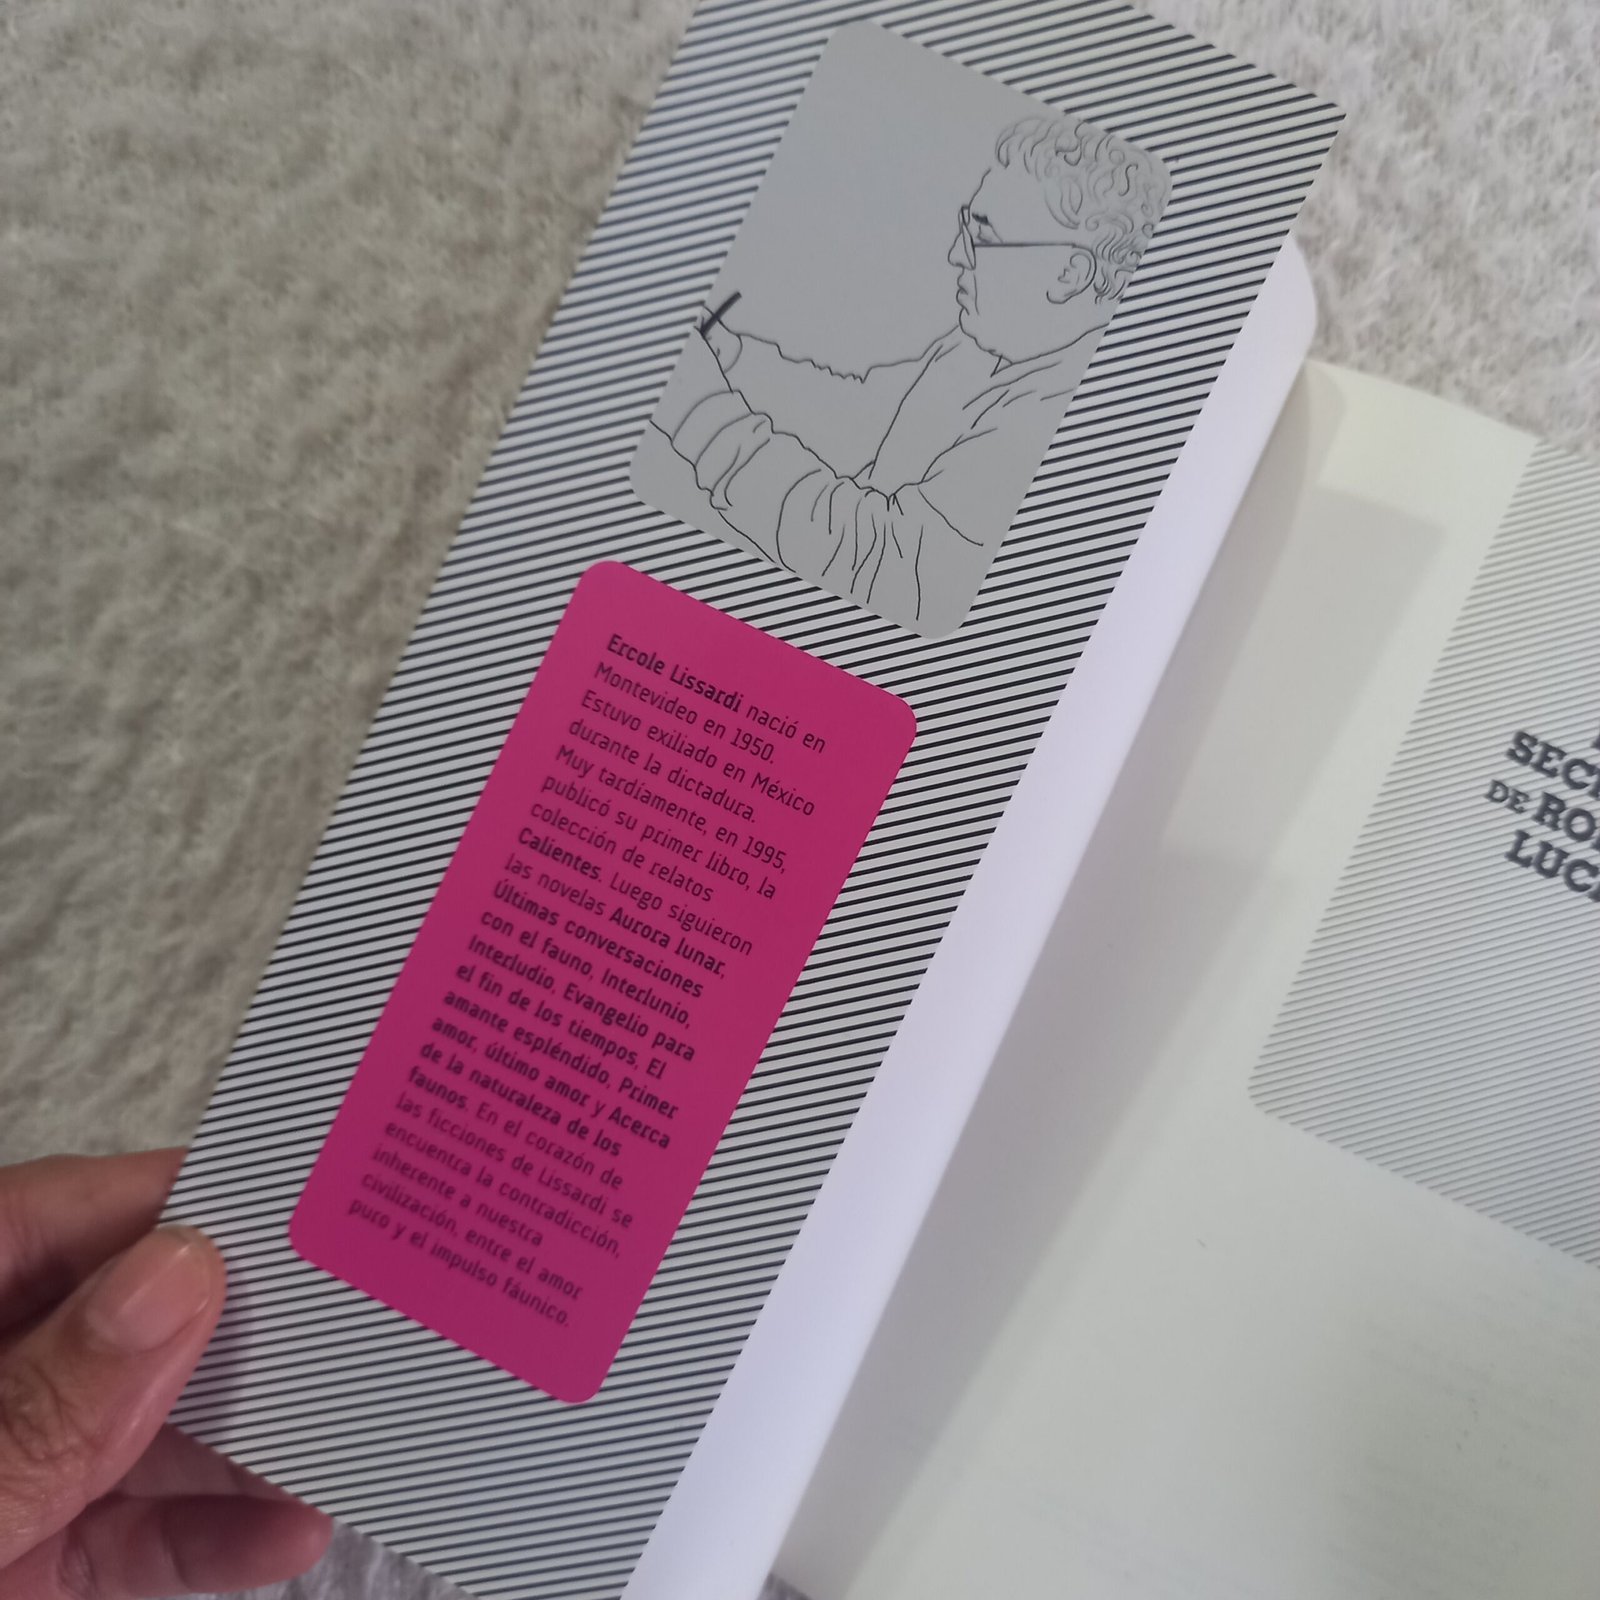 Ercole Lissardi nació en
Montevideo en 1950.
Estuvo exiliado en México
durante la dictadura.
Muy tardíamente, en 1995,
publicó su primer libro, la
colección de relatos
Calientes. Luego siguieron
las novelas Aurora lunar,
Últimas conversaciones
con el fauno, Interlunio,
Interludio, Evangelio para
el fin de los tiempos, El
amante espléndido, Primer
amor, último amor y Acerca
de la naturaleza de los
faunos. En el corazón de
las ficciones de Lissardi se
encuentra la contradicción,
inherente a nuestra
civilización, entre el amor
puro y el impulso fáunico.
DE